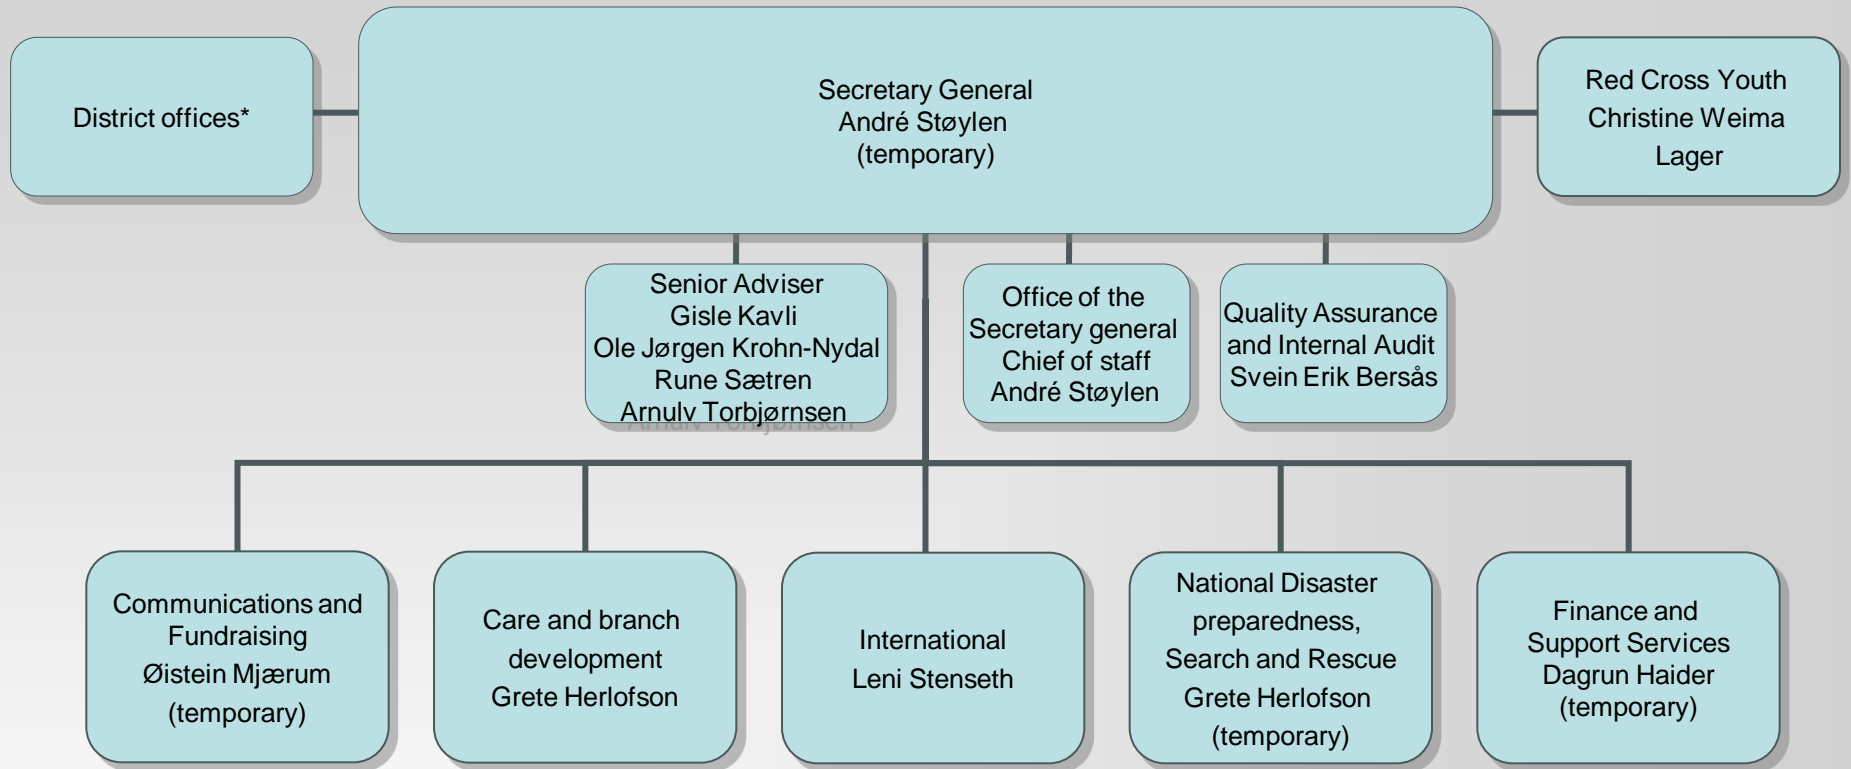 District offices*
Secretary General
André Støylen
(temporary)
Red Cross Youth
Christine Weima
Lager
Senior Adviser
Gisle Kavli
Ole Jørgen Krohn-Nydal
Rune Sætren
Arnulv Torbjørnsen
Office of the
Secretary general
Chief of staff
André Støylen
Quality Assurance
and Internal Audit
Svein Erik Bersås
Communications and
Fundraising
Øistein Mjærum
(temporary)
Care and branch
development
Grete Herlofson
International
Leni Stenseth
National Disaster
preparedness,
Search and Rescue
Grete Herlofson
(temporary)
Finance and
Support Services
Dagrun Haider
(temporary)